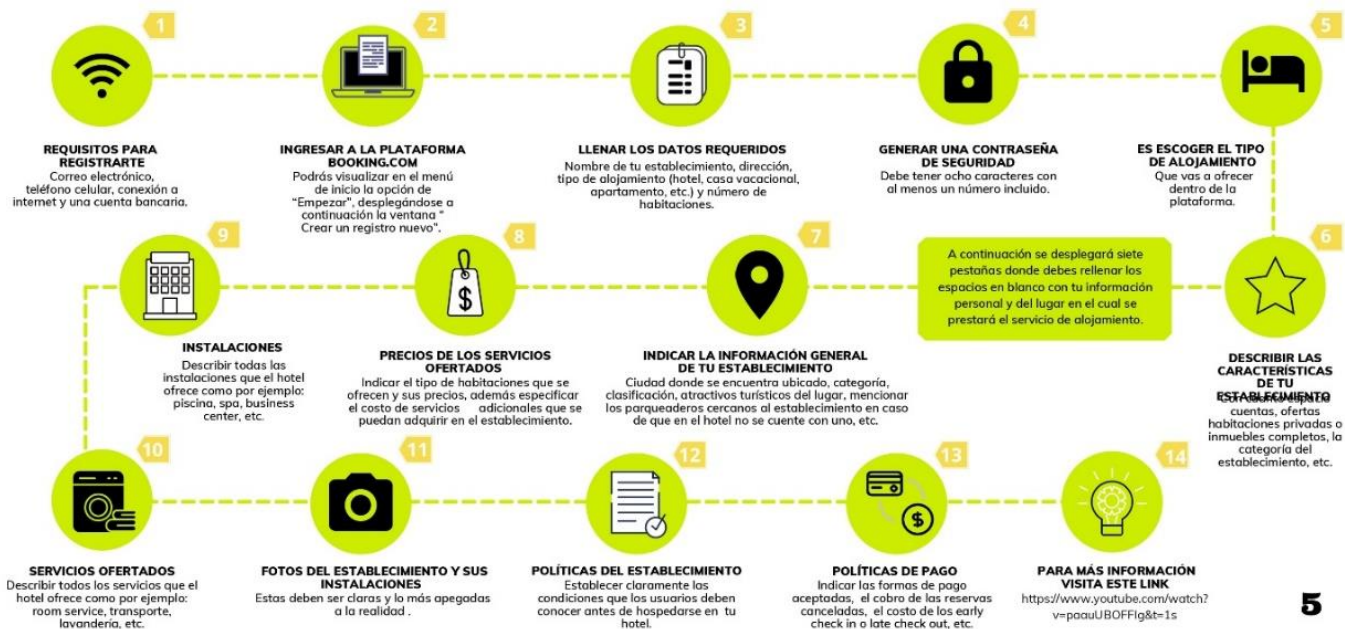 1
REQUISITOS PARA
REGISTRARTE
Correo electrónico,
teléfono celular, conexión a
internet y una cuenta bancaria.
2
INGRESAR A LA PLATAFORMA
BOOKING.COM
Podrás visualizar en el menú
de inicio la opción de
“Empezar”, desplegándose a
continuación la ventana “
Crear un registro nuevo”.
3
LLENAR LOS DATOS REQUERIDOS
Nombre de tu establecimiento, dirección,
tipo de alojamiento (hotel, casa vacacional,
apartamento, etc.) y número de
habitaciones.
4
GENERAR UNA CONTRASEÑA
DE SEGURIDAD
Debe tener ocho caracteres con
al menos un número incluido.
5
ES ESCOGER EL TIPO
DE ALOJAMIENTO
Que vas a ofrecer
dentro de la
plataforma.
A continuación se desplegará siete
pestañas donde debes rellenar los
espacios en blanco con tu información
personal y del lugar en el cual se
prestará el servicio de alojamiento.
6
DESCRIBIR LAS
CARACTERÍSTICAS
DE TU
ESTABLECIMIENTO
Con cuánto espacio
cuentas, ofertas
habitaciones privadas o
inmuebles completos, la
categoría del
establecimiento, etc.
7
INDICAR LA INFORMACIÓN GENERAL
DE TU ESTABLECIMIENTO
Ciudad donde se encuentra ubicado, categoría,
clasificación, atractivos turísticos del lugar, mencionar
los parqueaderos cercanos al establecimiento en caso
de que en el hotel no se cuente con uno, etc.
8
$
PRECIOS DE LOS SERVICIOS
OFERTADOS
Indicar el tipo de habitaciones que se
ofrecen y sus precios, además especificar
el costo de servicios adicionales que se
puedan adquirir en el establecimiento.
9
INSTALACIONES
Describir todas las
instalaciones que el hotel
ofrece como por ejemplo:
piscina, spa, business
center, etc.
10
SERVICIOS OFERTADOS
Describir todos los servicios que el
hotel ofrece como por ejemplo:
room service, transporte,
lavandería, etc.
11
FOTOS DEL ESTABLECIMIENTO Y SUS
INSTALACIONES
Estas deben ser claras y lo más apegadas
a la realidad .
12
POLÍTICAS DEL ESTABLECIMIENTO
Establecer claramente las
condiciones que los usuarios deben
conocer antes de hospedarse en tu
hotel.
13
$
POLÍTICAS DE PAGO
Indicar las formas de pago
aceptadas, el cobro de las reservas
canceladas, el costo de los early
check in o late check out, etc.
14
PARA MÁS INFORMACIÓN
VISITA ESTE LINK
https://www.youtube.com/watch?
v=paauUBOFFlg&t=1s
5